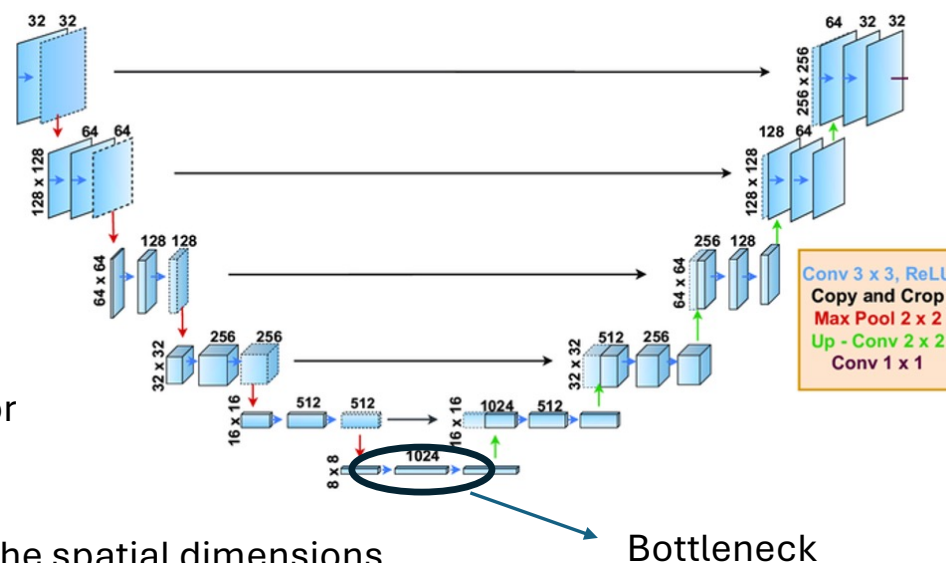 32 32
64 32 32
256 x 256
64 64
128 x 128
128 64
128 x 128
128 128
64 x 64
256 128
64 x 64
256 256
32 x 32
512 256
32 x 32
512 512
16 x 16
1024 512
16 x 16
1024
8 x 8
Conv 3 x 3, ReLU
Copy and Crop
Max Pool 2 x 2
Up - Conv 2 x 2
Conv 1 x 1
or
he spatial dimensions
Bottleneck